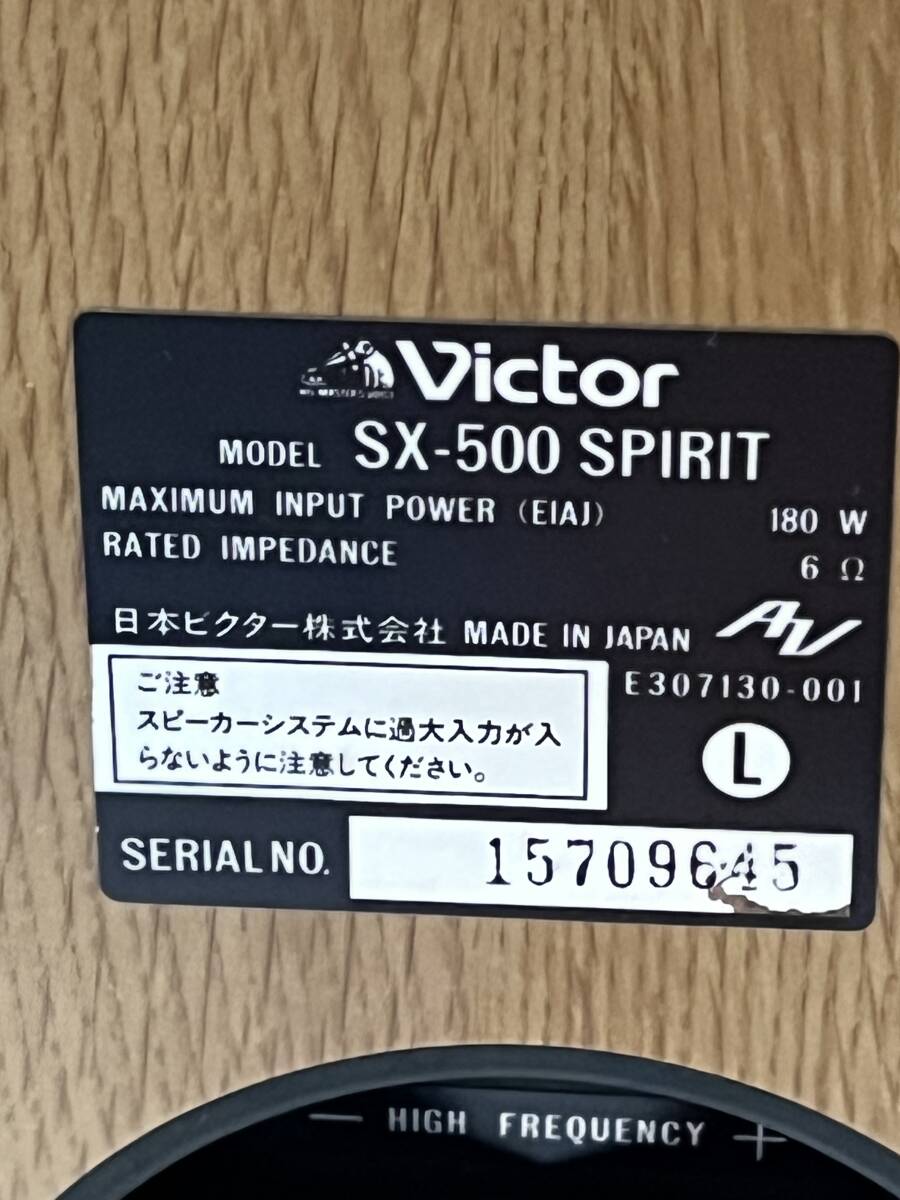 Victor
MODEL SX-500 SPIRIT
MAXIMUM INPUT POWER (EIAJ) 180 W
RATED IMPEDANCE 6 Ω
日本ビクター株式会社 MADE IN JAPAN AV
E307130-001
ご注意
スピーカーシステムに過大入力が入
らないように注意してください。
L
SERIAL NO. 15709645
— HIGH FREQUENCY +